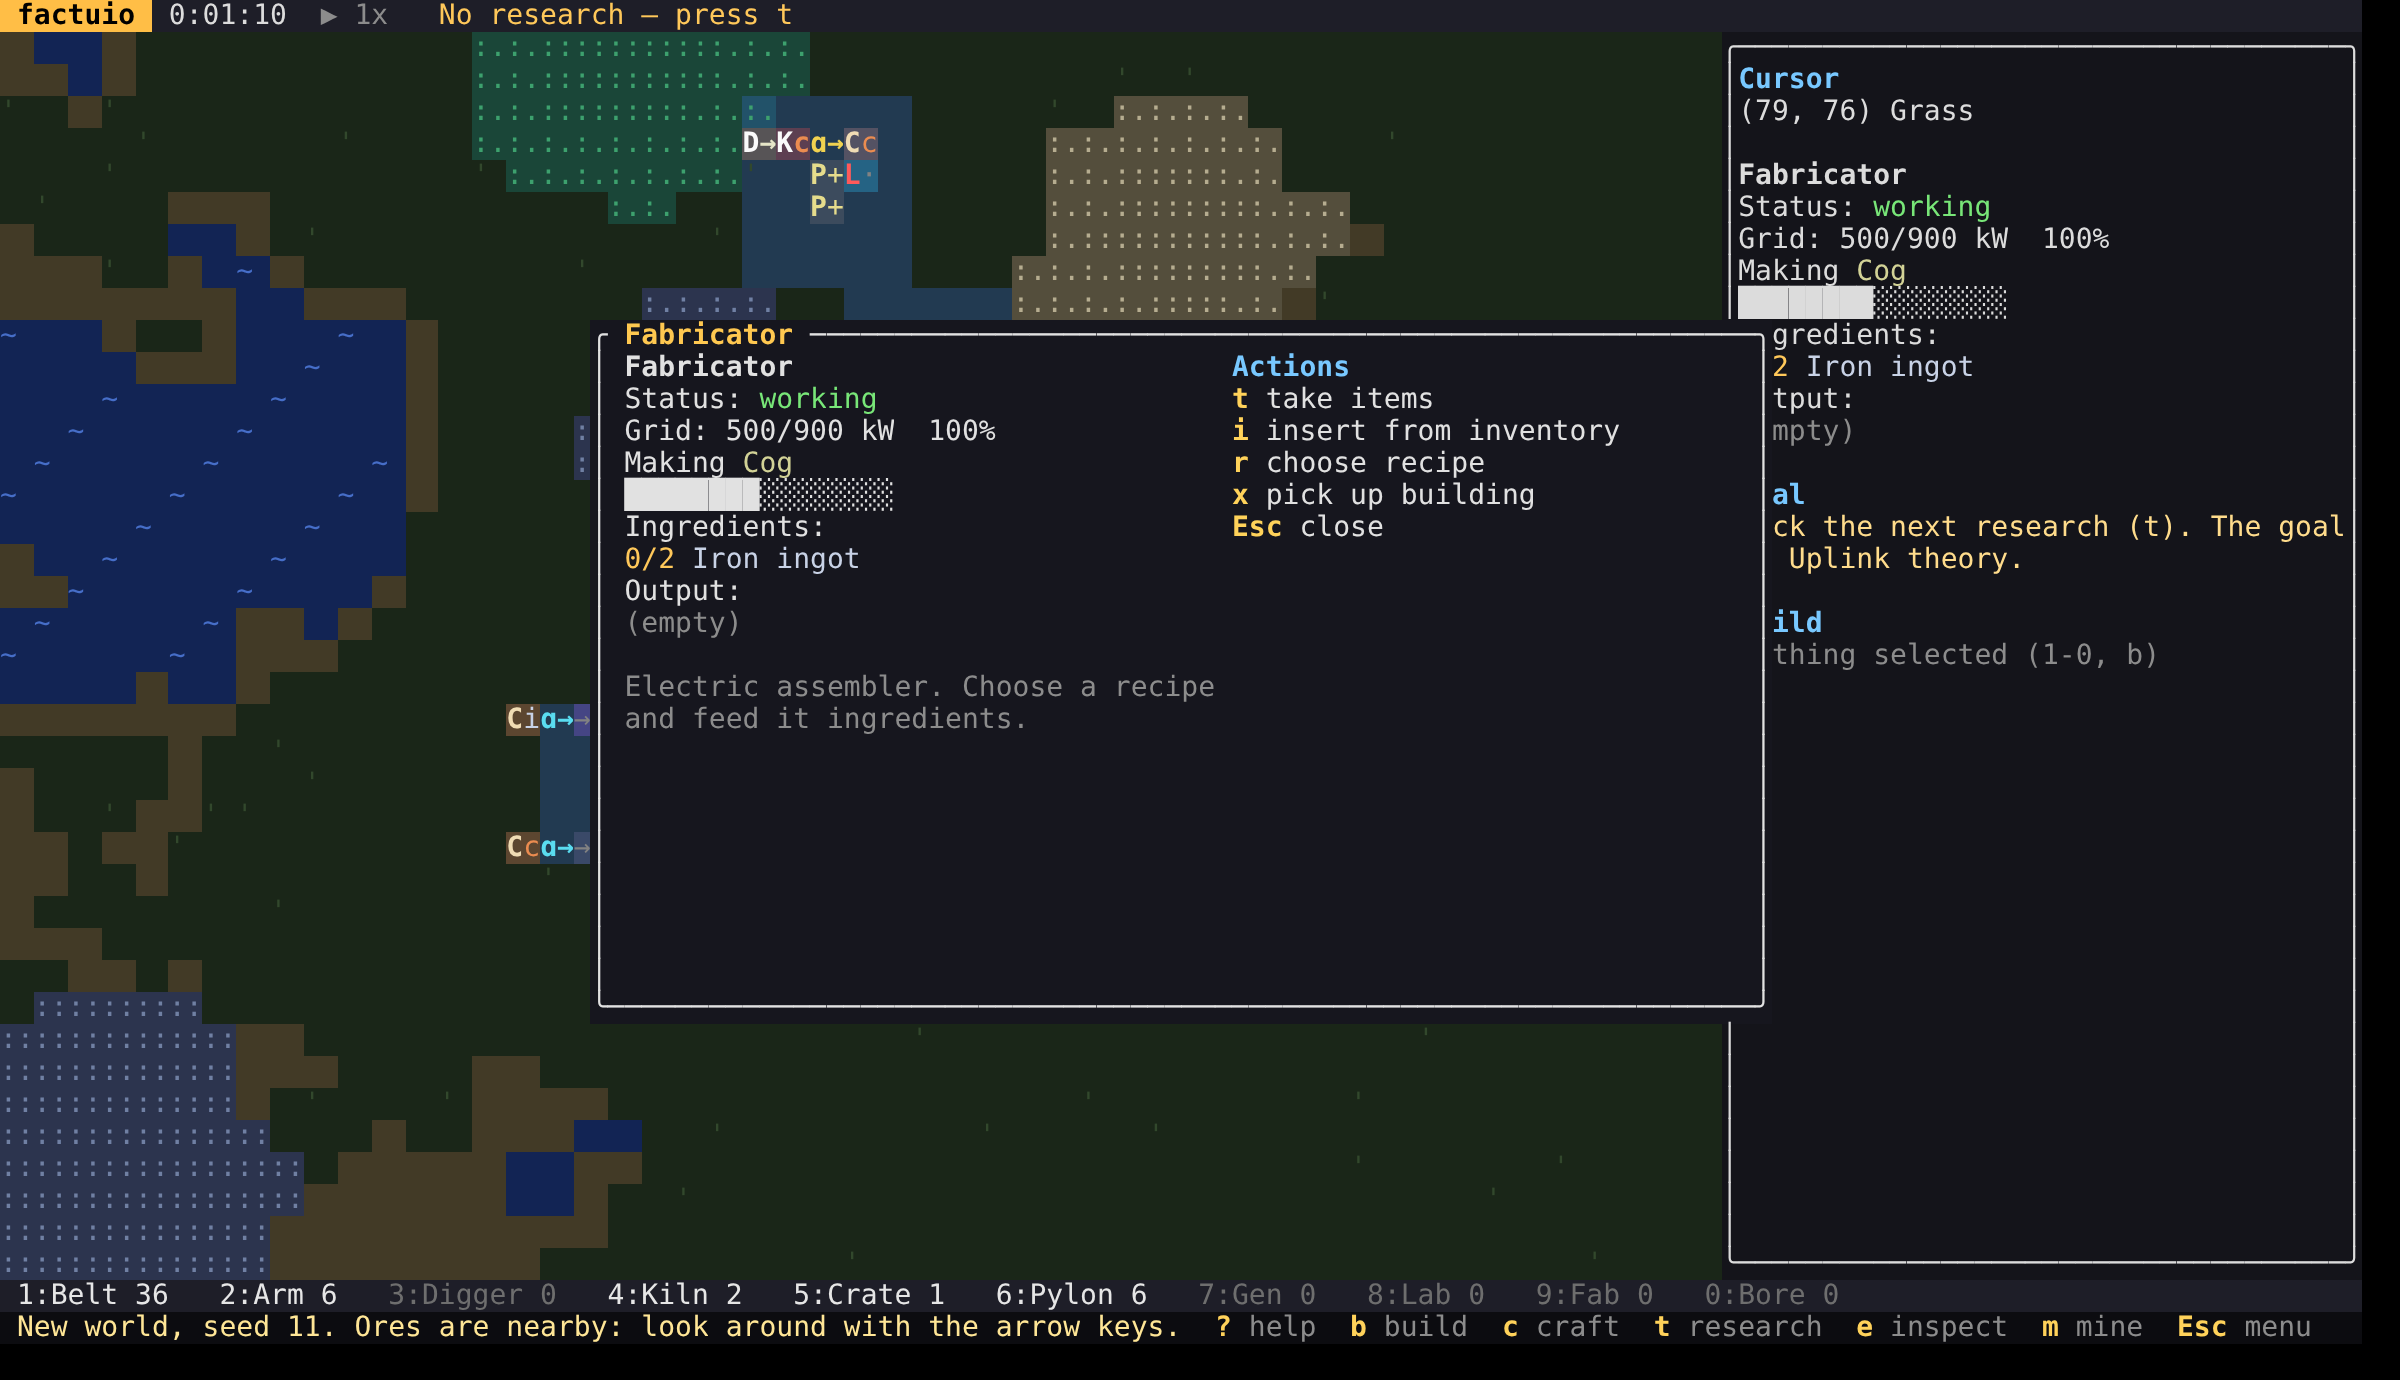 factuio 0:01:10 ▶ 1x No research — press t
Cursor
(79, 76) Grass
D→Kcɑ→Cc
P+L·
P+
Fabricator
Status: working
Grid: 500/900 kW 100%
Making Cog
gredients:
2 Iron ingot
tput:
mpty)
al
ck the next research (t). The goal
Uplink theory.
ild
thing selected (1-0, b)
Fabricator
Fabricator
Status: working
Grid: 500/900 kW 100%
Making Cog
Ingredients:
0/2 Iron ingot
Output:
(empty)
Electric assembler. Choose a recipe
and feed it ingredients.
Actions
t take items
i insert from inventory
r choose recipe
x pick up building
Esc close
Ciɑ→→
Ccɑ→→
1:Belt 36 2:Arm 6 3:Digger 0 4:Kiln 2 5:Crate 1 6:Pylon 6 7:Gen 0 8:Lab 0 9:Fab 0 0:Bore 0
New world, seed 11. Ores are nearby: look around with the arrow keys. ? help b build c craft t research e inspect m mine Esc menu